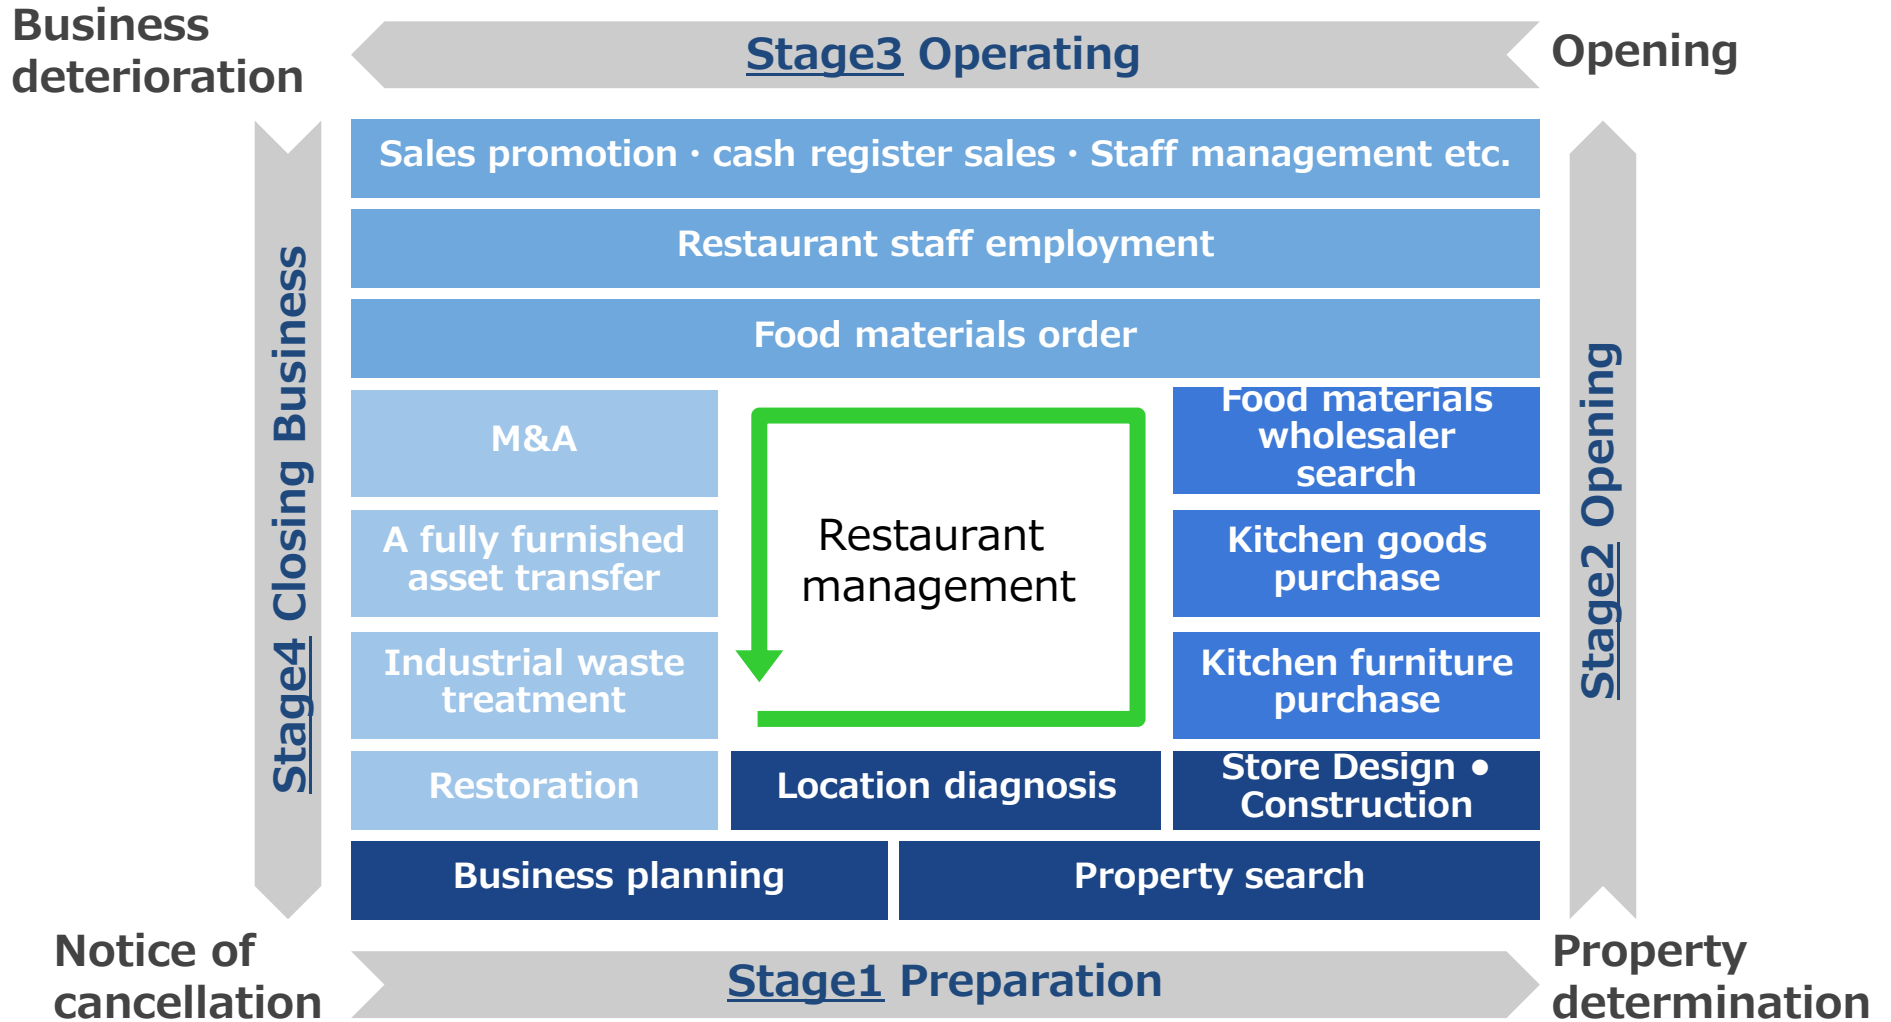 Business
deterioration
Stage3 Operating
Opening
Sales promotion・cash register sales・Staff management etc.
Restaurant staff employment
Food materials order
Stage4 Closing Business
M&A
A fully furnished
asset transfer
Industrial waste
treatment
Restoration
Restaurant
management
Food materials
wholesaler
search
Kitchen goods
purchase
Kitchen furniture
purchase
Stage2 Opening
Location diagnosis
Store Design ●
Construction
Business planning
Property search
Notice of
cancellation
Stage1 Preparation
Property
determination